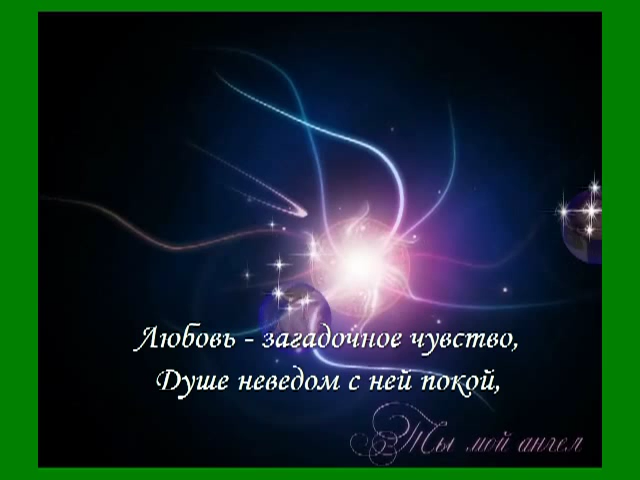 Любовь - загадочное чувство,
Душе неведом с ней покой,
Ты мой ангел